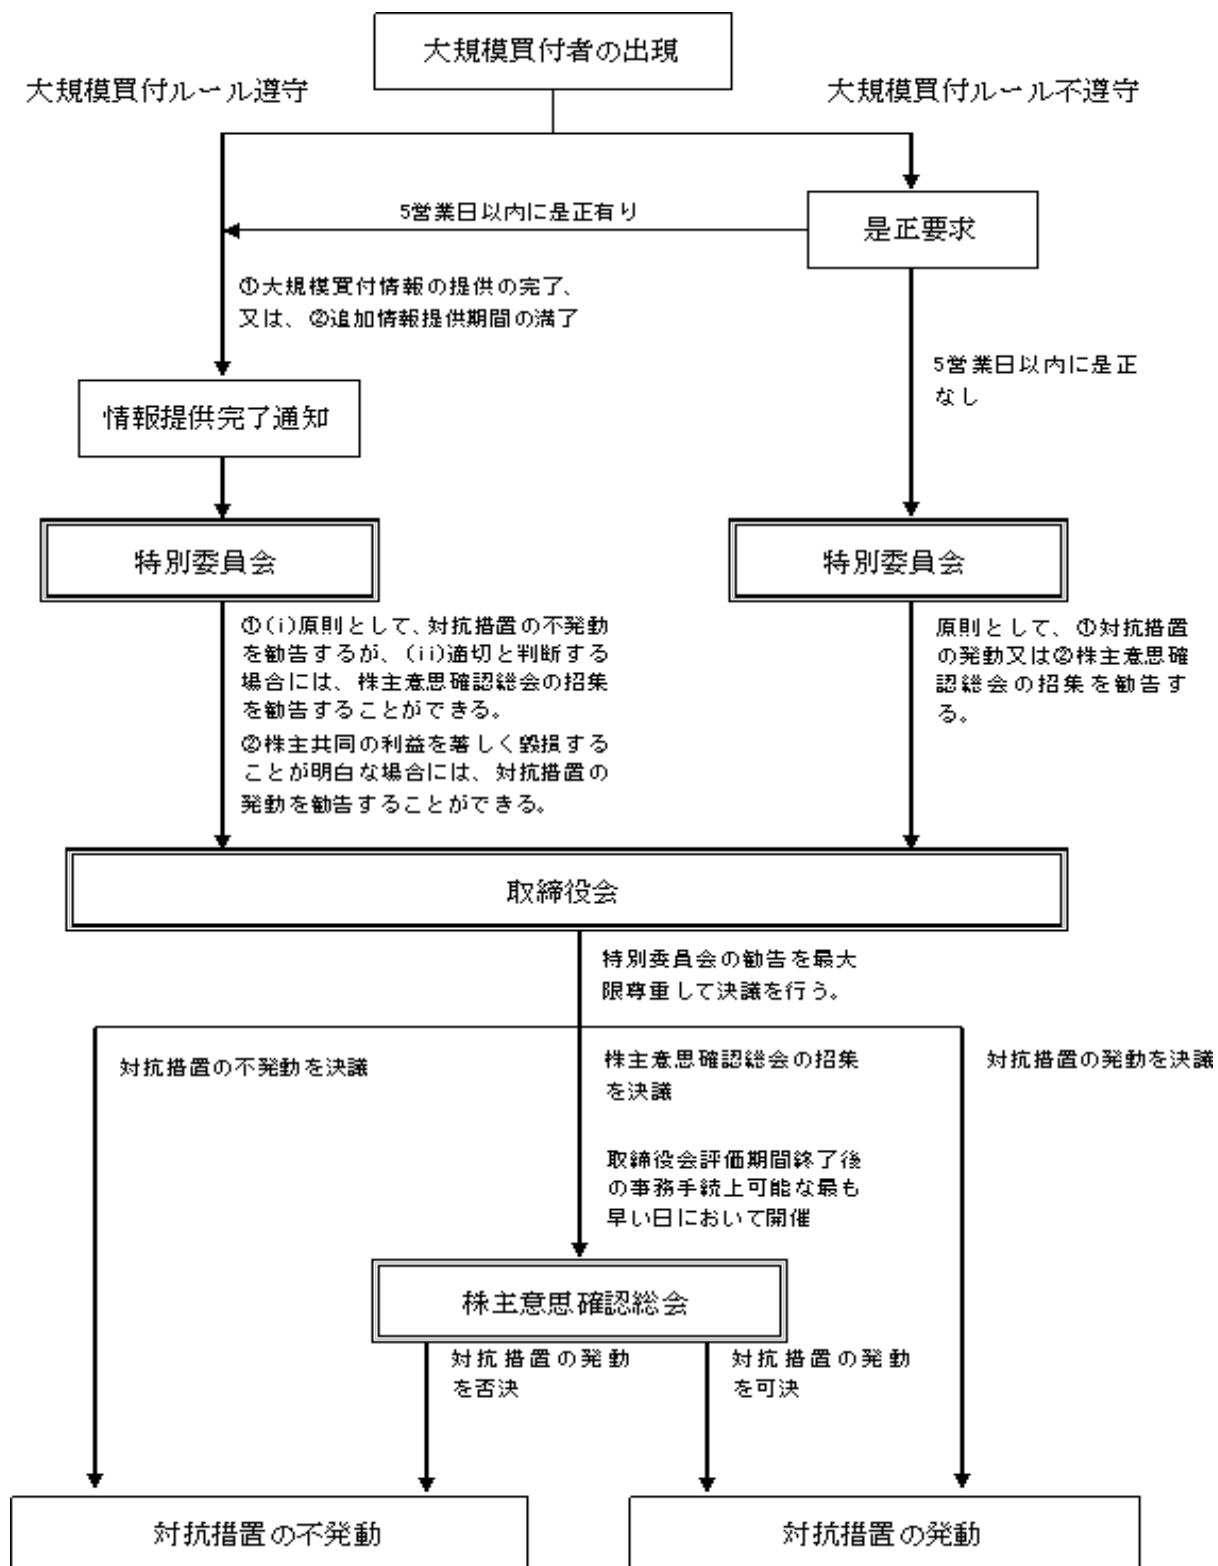 大規模買付者の出現
大規模買付ルール遵守
大規模買付ルール不遵守
5営業日以内に是正有り
是正要求
①大規模買付情報の提供の完了、
又は、②追加情報提供期間の満了
5営業日以内に是正
なし
情報提供完了通知
特別委員会
特別委員会
①(i)原則として、対抗措置の不発動
を勧告するが、(ii)適切と判断する
場合には、株主意思確認総会の招集
を勧告することができる。
②株主共同の利益を著しく毀損する
ことが明白な場合には、対抗措置の
発動を勧告することができる。
原則として、①対抗措置
の発動又は②株主意思確
認総会の招集を勧告す
る。
取締役会
特別委員会の勧告を最大
限尊重して決議を行う。
対抗措置の不発動を決議
株主意思確認総会の招集
を決議
対抗措置の発動を決議
取締役会評価期間終了後
の事務手続上可能な最も
早い日において開催
株主意思確認総会
対抗措置の発動
を否決
対抗措置の発動
を可決
対抗措置の不発動
対抗措置の発動